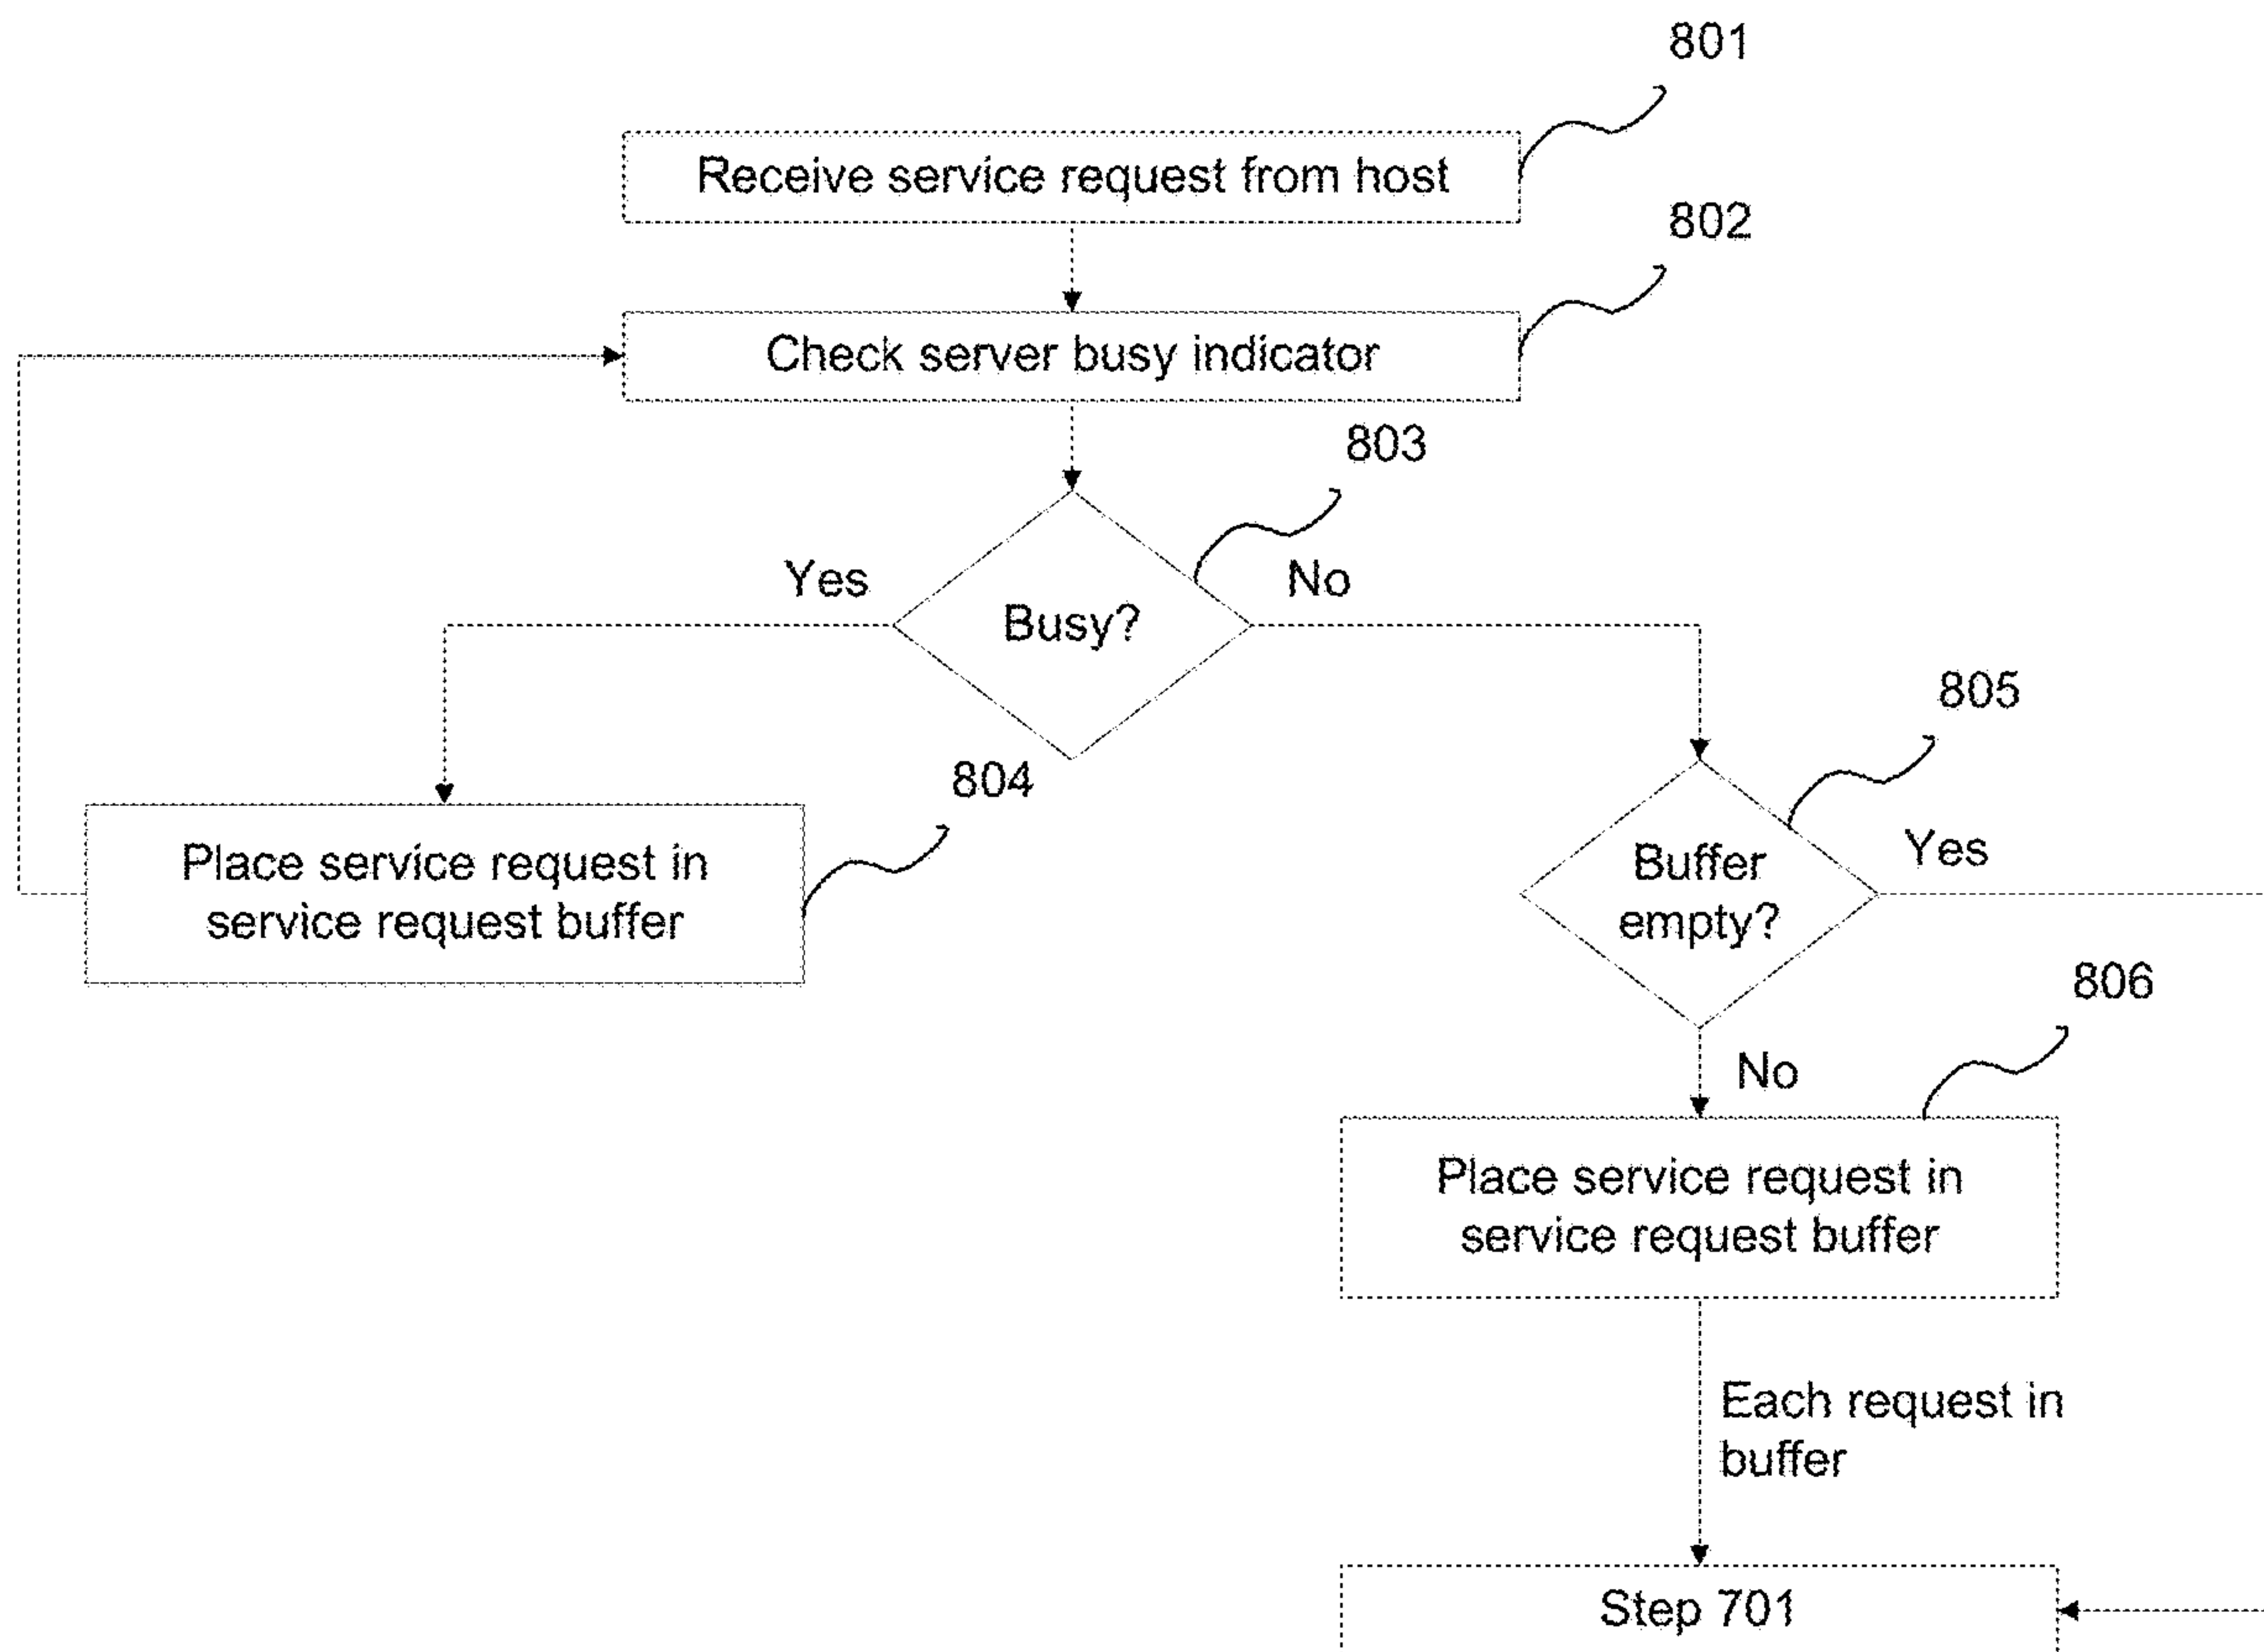 801
Receive service request from host
802
Check server busy indicator
803
Yes
No
Busy?
805
804
Place service request in
service request buffer
Buffer
empty?
Yes
806
No
Place service request in
service request buffer
Each request in
buffer
Step 701